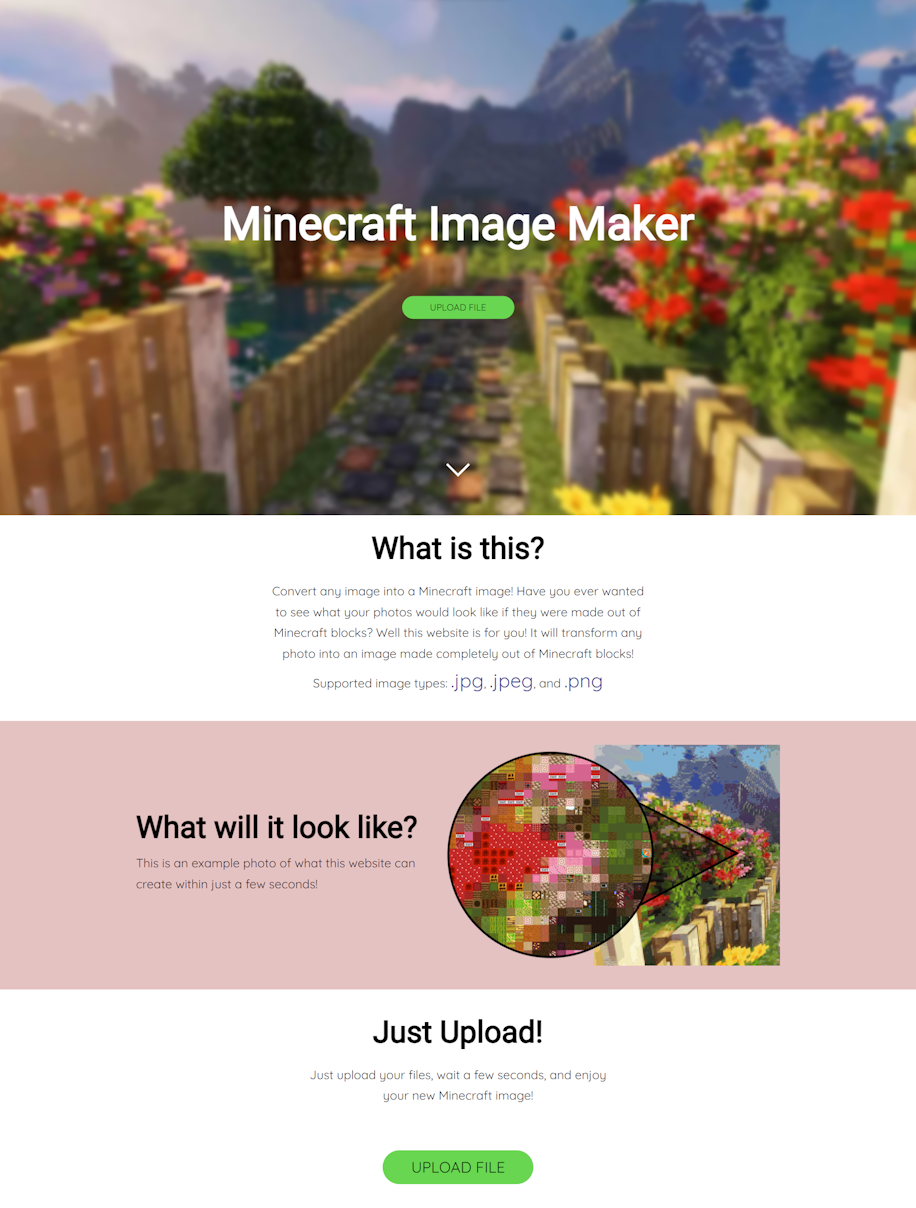 Minecraft Image Maker
UPLOAD FILE
What is this?
Convert any image into a Minecraft image! Have you ever wanted
to see what your photos would look like if they were made out of
Minecraft blocks? Well this website is for you! It will transform any
photo into an image made completely out of Minecraft blocks!
Supported image types: .jpg, .jpeg, and .png
What will it look like?
This is an example photo of what this website can
create within just a few seconds!
Just Upload!
Just upload your files, wait a few seconds, and enjoy
your new Minecraft image!
UPLOAD FILE